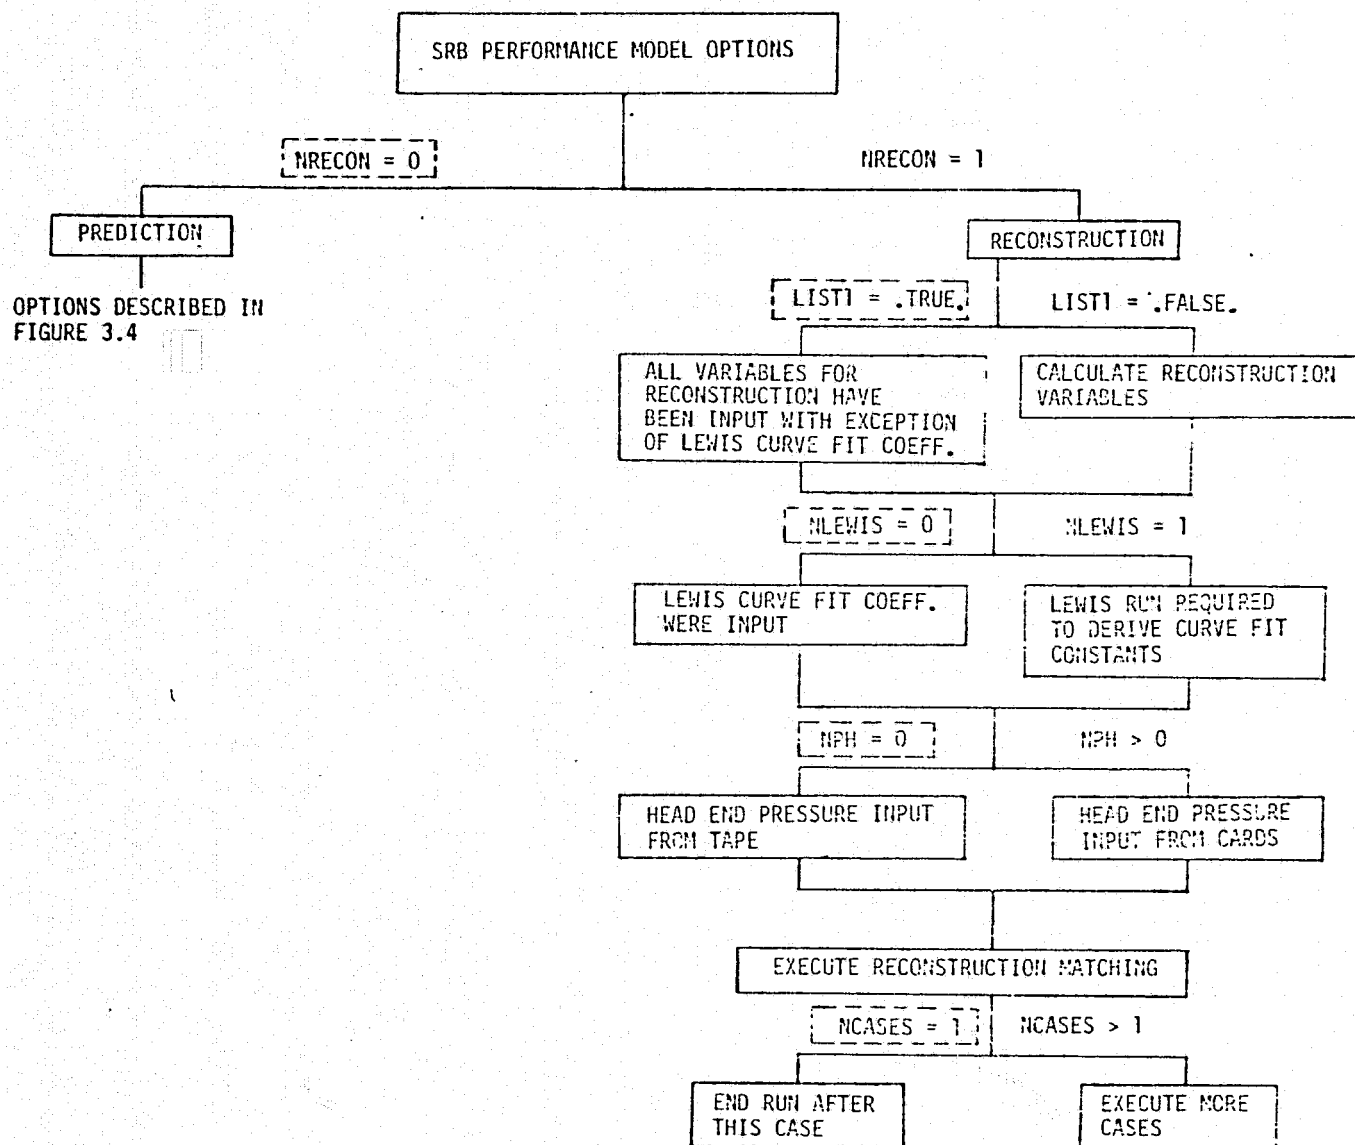 SRB PERFORMANCE MODEL OPTIONS
NRECON = 0
NRECON = 1
PREDICTION
RECONSTRUCTION
OPTIONS DESCRIBED IN
FIGURE 3.4
LIST1 = .TRUE.
LIST1 = .FALSE.
ALL VARIABLES FOR
RECONSTRUCTION HAVE
BEEN INPUT WITH EXCEPTION
OF LEWIS CURVE FIT COEFF.
CALCULATE RECONSTRUCTION
VARIABLES
NLEWIS = 0
NLEWIS = 1
LEWIS CURVE FIT COEFF.
WERE INPUT
LEWIS RUN REQUIRED
TO DERIVE CURVE FIT
CONSTANTS
NPH = 0
NPH > 0
HEAD END PRESSURE INPUT
FROM TAPE
HEAD END PRESSURE
INPUT FROM CARDS
EXECUTE RECONSTRUCTION MATCHING
NCASES = 1
NCASES > 1
END RUN AFTER
THIS CASE
EXECUTE MORE
CASES